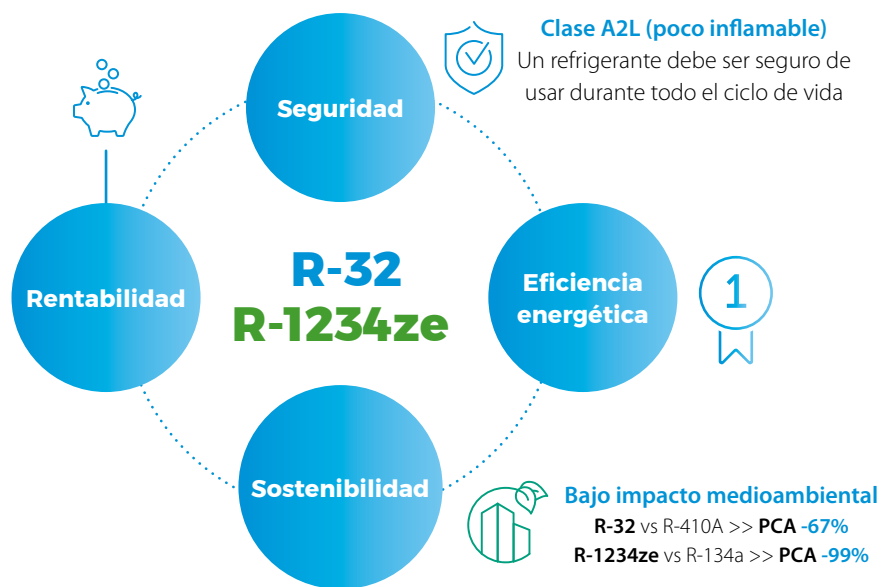 Clase A2L (poco inflamable)
Un refrigerante debe ser seguro de
usar durante todo el ciclo de vida
Seguridad
Rentabilidad
R-32
R-1234ze
Eficiencia
energética
1
Sostenibilidad
Bajo impacto medioambiental
R-32 vs R-410A >> PCA -67%
R-1234ze vs R-134a >> PCA -99%